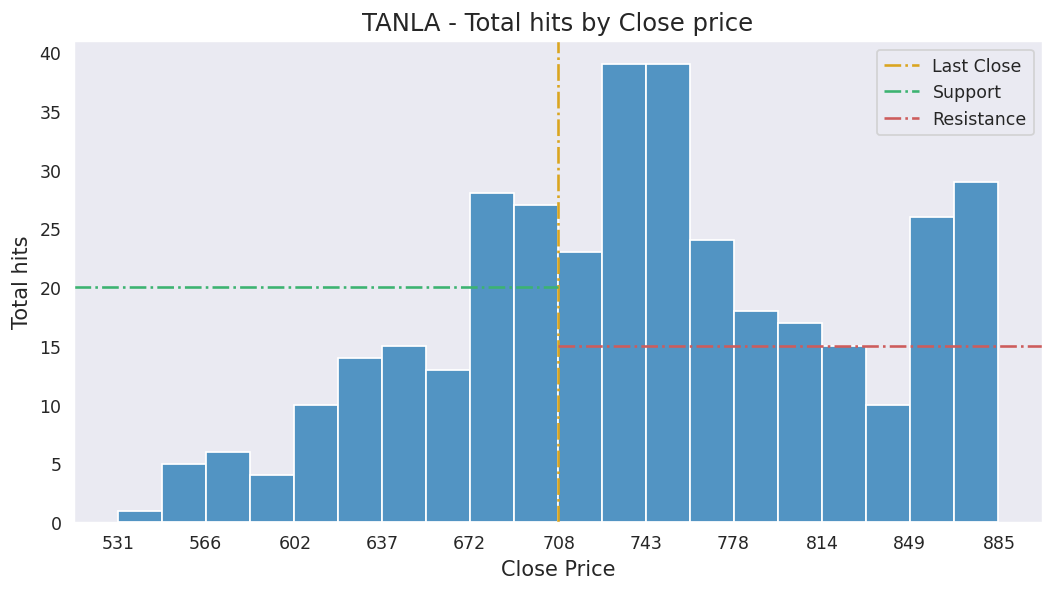 TANLA - Total hits by Close price
Last Close
Support
Resistance
Total hits
40
35
30
25
20
15
10
5
0
531 566 602 637 672 708 743 778 814 849 885
Close Price